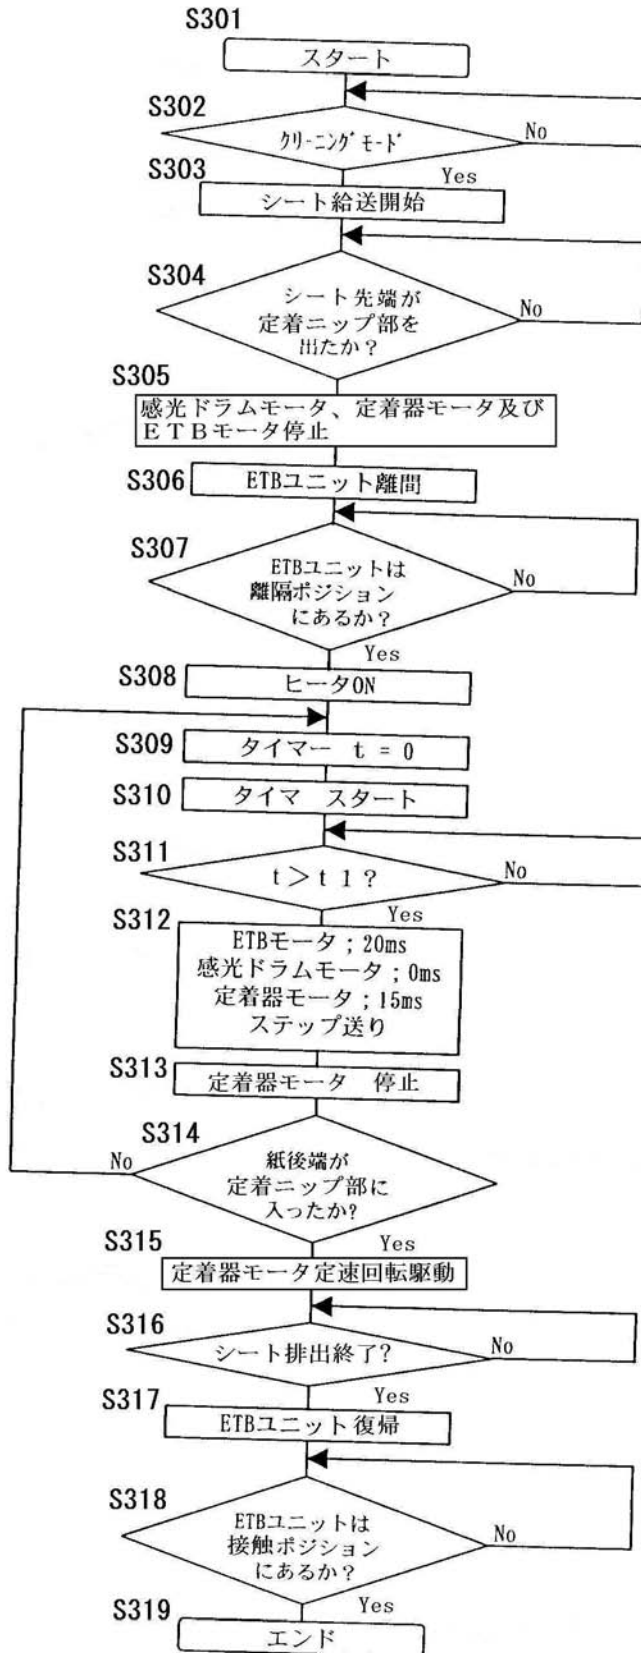 S301
スタート
S302
クリーニングモード
No
Yes
S303
シート給送開始
S304
シート先端が
定着ニップ部を
出たか？
No
S305
感光ドラムモータ、定着器モータ及び
ＥＴＢモータ停止
S306
ETBユニット離間
S307
ETBユニットは
離隔ポジション
にあるか？
No
Yes
S308
ヒータON
S309
タイマー t = 0
S310
タイマ スタート
S311
t＞t1？
No
Yes
S312
ETBモータ；20ms
感光ドラムモータ；0ms
定着器モータ；15ms
ステップ送り
S313
定着器モータ 停止
S314
No
紙後端が
定着ニップ部に
入ったか?
Yes
S315
定着器モータ定速回転駆動
S316
シート排出終了?
No
Yes
S317
ETBユニット復帰
S318
ETBユニットは
接触ポジション
にあるか？
No
Yes
S319
エンド